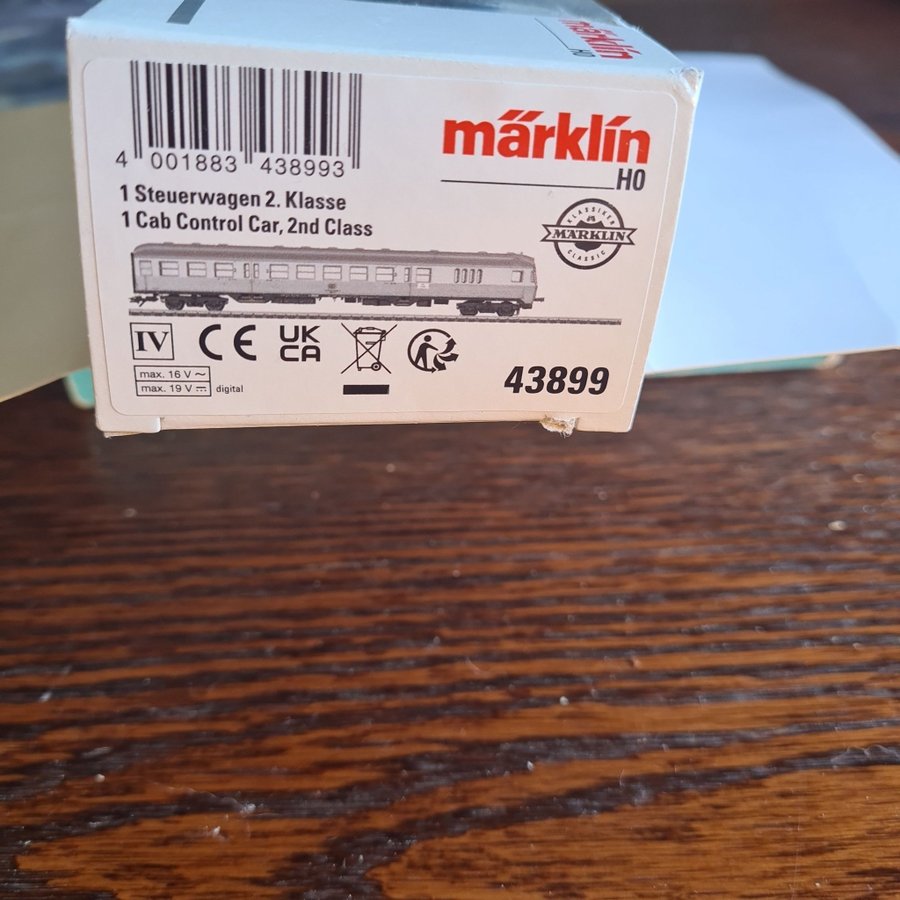 märklin
H0
4 001883 438993
märklin
H0
1 Steuerwagen 2. Klasse
1 Cab Control Car, 2nd Class
KLASSIKER
MÄRKLIN
CLASSIC
IV
CE
UK
CA
max. 16 V ~
max. 19 V ⎓ digital
43899